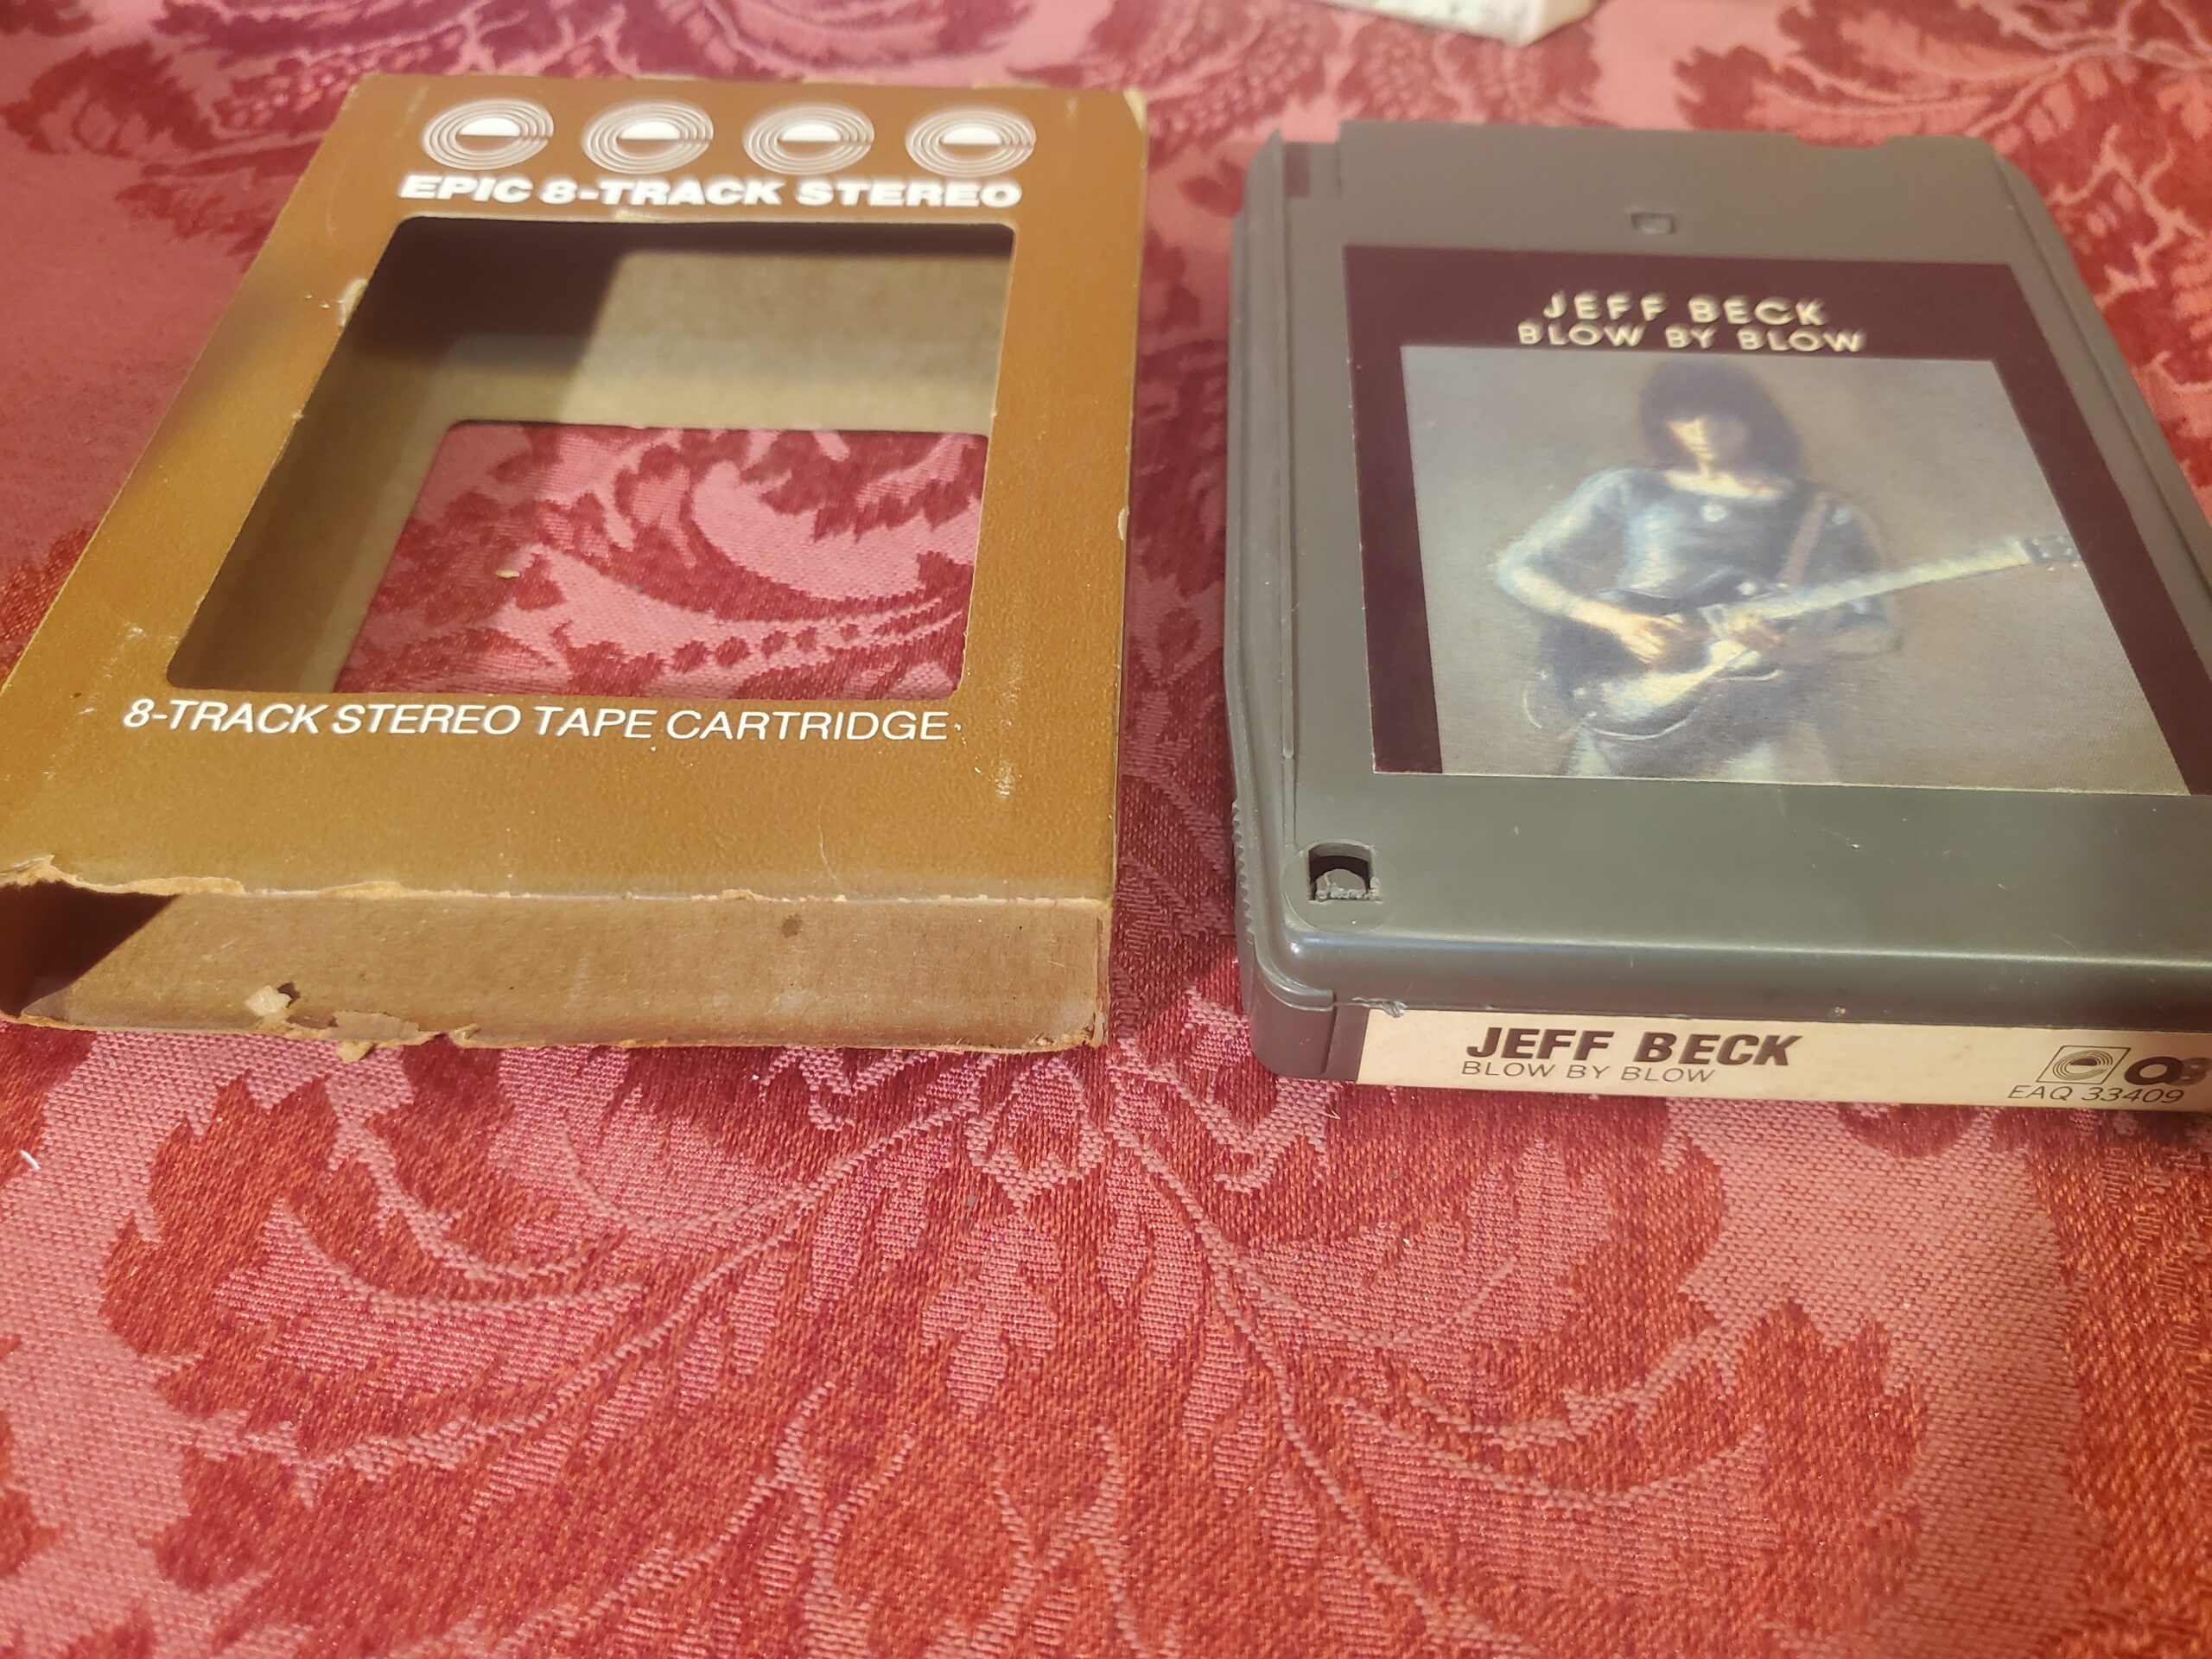 EPIC 8-TRACK STEREO
8-TRACK STEREO TAPE CARTRIDGE
JEFF BECK
BLOW BY BLOW
JEFF BECK
BLOW BY BLOW
EAQ 33409